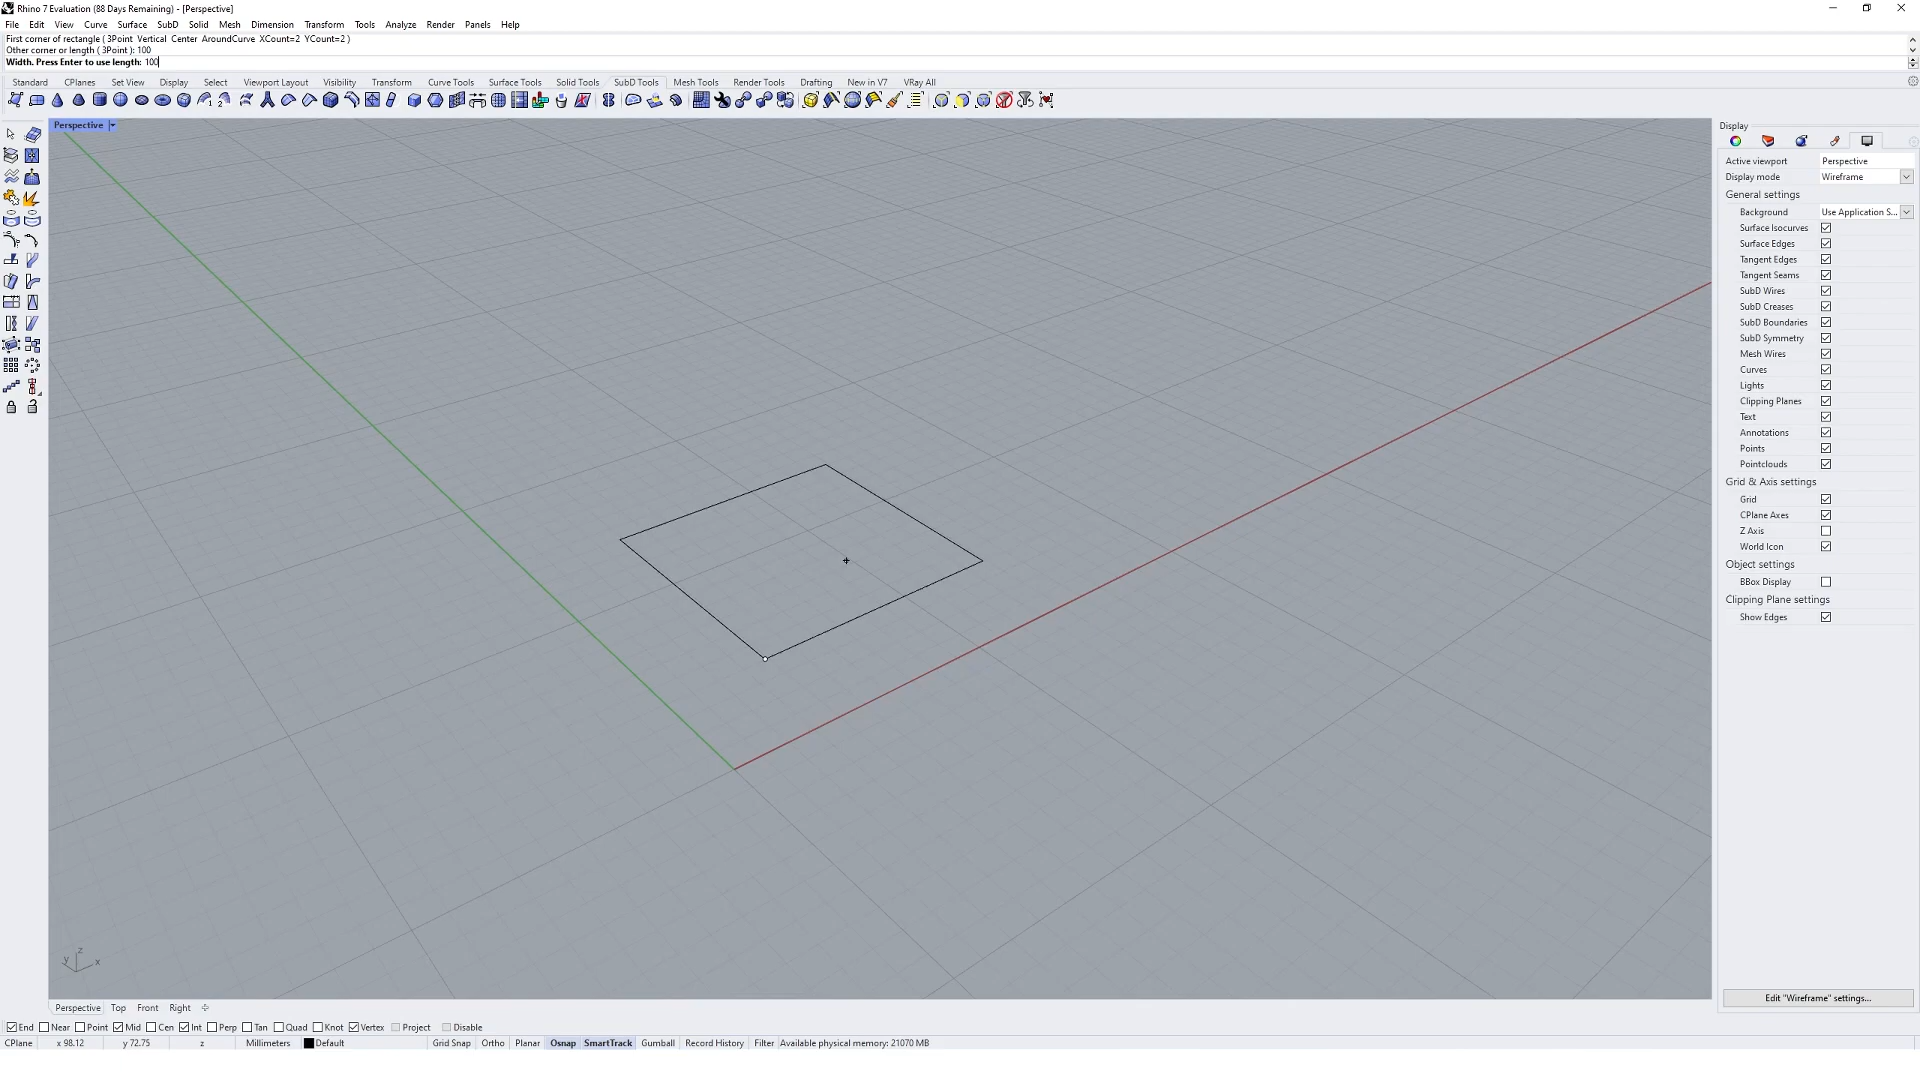 Rhino 7 Evaluation (88 Days Remaining) - [Perspective]
File Edit View Curve Surface SubD Solid Mesh Dimension Transform Tools Analyze Render Panels Help
First corner of rectangle ( 3Point Vertical Center AroundCurve XCount=2 YCount=2 )
Other corner or length ( 3Point ): 100
Width. Press Enter to use length: 100
Standard CPlanes Set View Display Select Viewport Layout Visibility Transform Curve Tools Surface Tools Solid Tools SubD Tools Mesh Tools Render Tools Drafting New in V7 VRay All
Perspective
Display
Active viewport Perspective
Display mode Wireframe
General settings
Background Use Application S...
Surface Isocurves
Surface Edges
Tangent Edges
Tangent Seams
SubD Wires
SubD Creases
SubD Boundaries
SubD Symmetry
Mesh Wires
Curves
Lights
Clipping Planes
Text
Annotations
Points
Pointclouds
Grid & Axis settings
Grid
CPlane Axes
Z Axis
World Icon
Object settings
BBox Display
Clipping Plane settings
Show Edges
Edit "Wireframe" settings...
z
y
x
Perspective Top Front Right
End Near Point Mid Cen Int Perp Tan Quad Knot Vertex Project Disable
CPlane x 98.12 y 72.75 z Millimeters Default Grid Snap Ortho Planar Osnap SmartTrack Gumball Record History Filter Available physical memory: 21070 MB